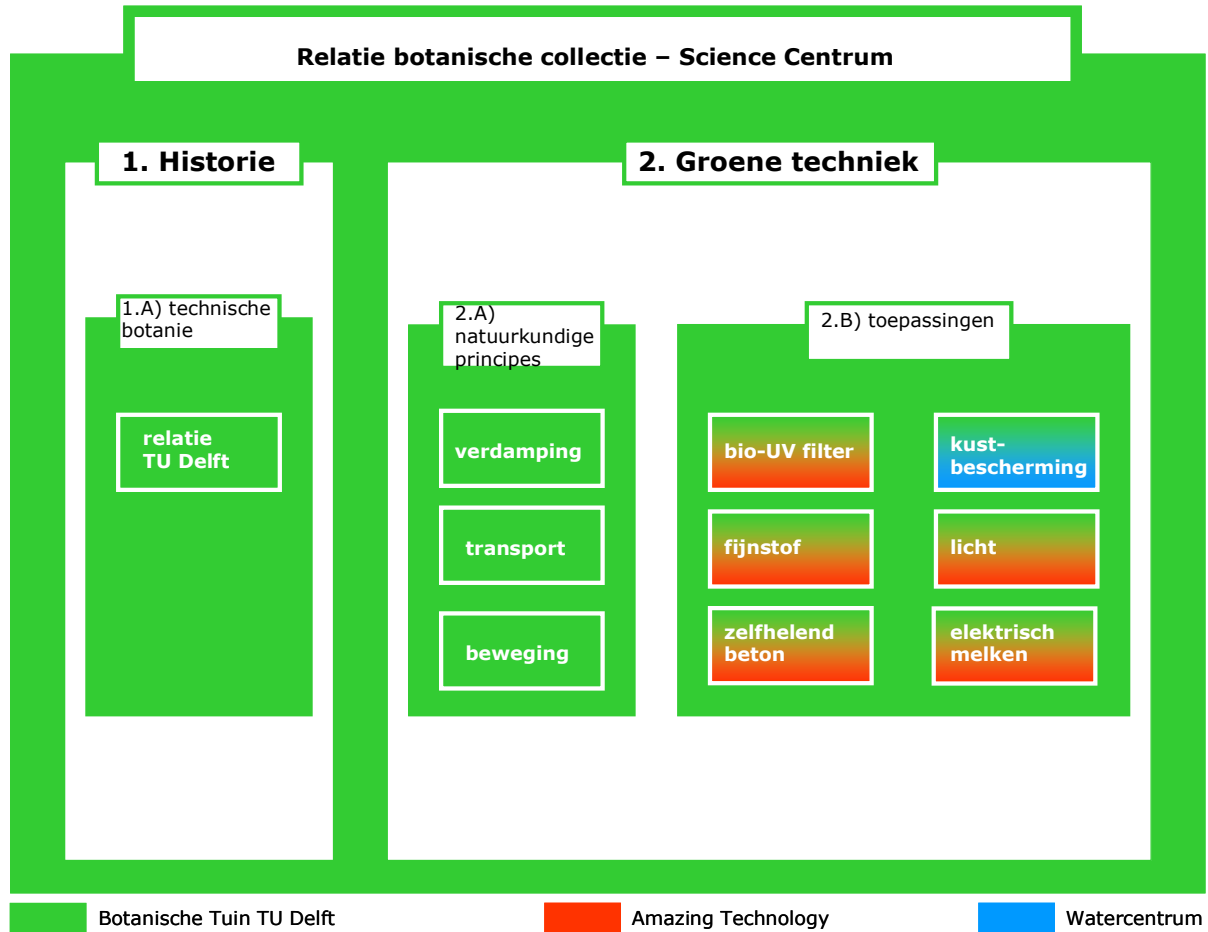 Relatie botanische collectie – Science Centrum
1. Historie
1.A) technische
botanie
relatie
TU Delft
2. Groene techniek
2.A)
natuurkundige
principes
verdamping
transport
beweging
2.B) toepassingen
bio-UV filter
kust-
bescherming
fijnstof
licht
zelfhelend
beton
elektrisch
melken
Botanische Tuin TU Delft
Amazing Technology
Watercentrum